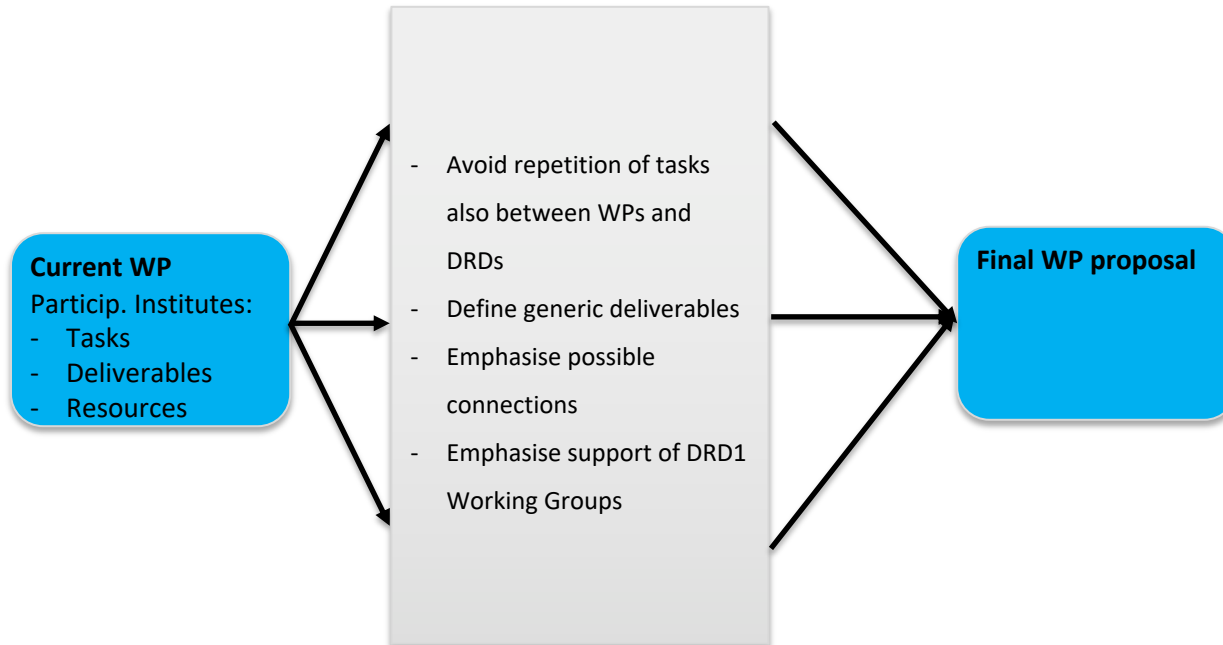 Current WP
Particip. Institutes:
- Tasks
- Deliverables
- Resources
- Avoid repetition of tasks
also between WPs and
DRDs
- Define generic deliverables
- Emphasise possible
connections
- Emphasise support of DRD1
Working Groups
Final WP proposal